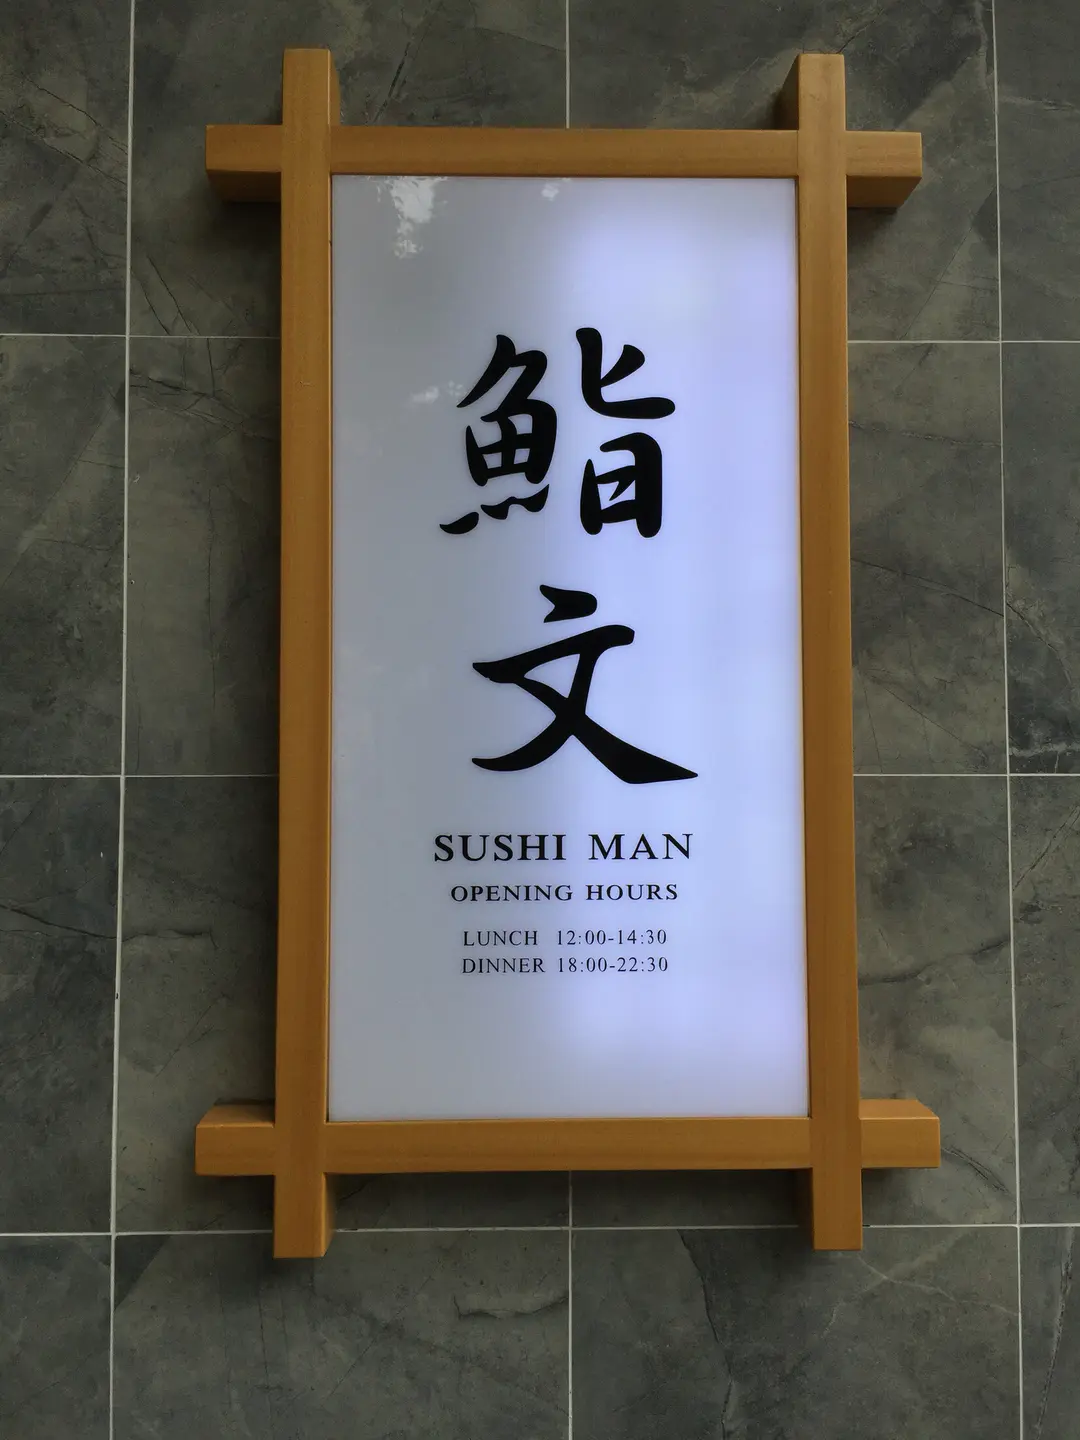 鮨
文
SUSHI MAN
OPENING HOURS
LUNCH 12:00-14:30
DINNER 18:00-22:30